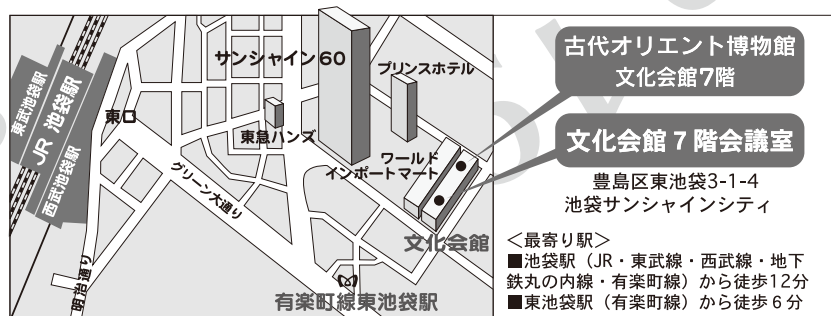 サンシャイン60
プリンスホテル
東武池袋駅
JR 池袋駅
西武池袋駅
東口
東急ハンズ
ワールド
インポートマート
グリーン大通り
文化会館
明治通り
有楽町線東池袋駅
古代オリエント博物館
文化会館7階
文化会館7階会議室
豊島区東池袋3-1-4
池袋サンシャインシティ
<最寄り駅>
■池袋駅（JR・東武線・西武線・地下
鉄丸の内線・有楽町線）から徒歩12分
■東池袋駅（有楽町線）から徒歩6分